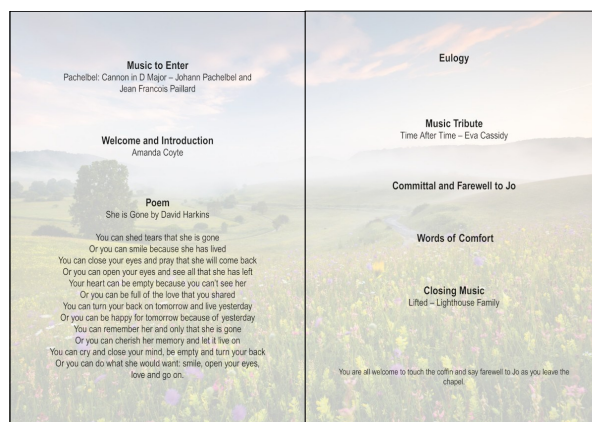 Music to Enter
Pachelbel: Cannon in D Major – Johann Pachelbel and
Jean Francois Paillard
Welcome and Introduction
Amanda Coyte
Poem
She is Gone by David Harkins
You can shed tears that she is gone
Or you can smile because she has lived
You can close your eyes and pray that she will come back
Or you can open your eyes and see all that she has left
Your heart can be empty because you can't see her
Or you can be full of the love that you shared
You can turn your back on tomorrow and live yesterday
Or you can be happy for tomorrow because of yesterday
You can remember her and only that she is gone
Or you can cherish her memory and let it live on
You can cry and close your mind, be empty and turn your back
Or you can do what she would want: smile, open your eyes,
love and go on.
Eulogy
Music Tribute
Time After Time – Eva Cassidy
Committal and Farewell to Jo
Words of Comfort
Closing Music
Lifted – Lighthouse Family
You are all welcome to touch the coffin and say farewell to Jo as you leave the
chapel.